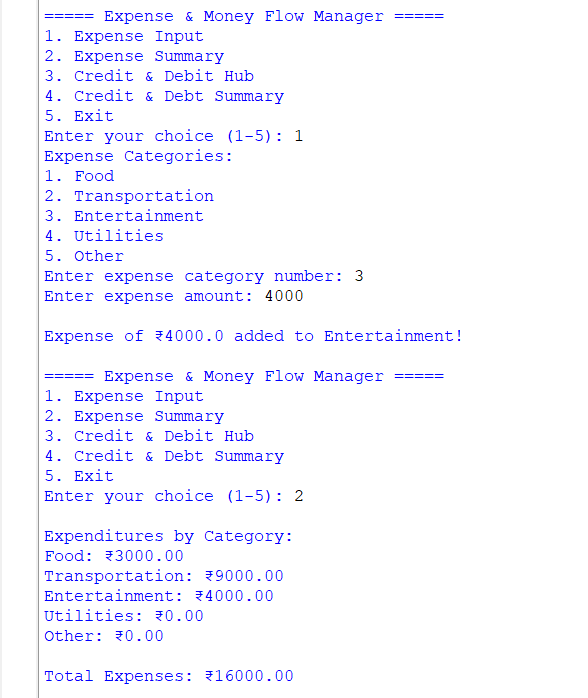 ===== Expense & Money Flow Manager =====
1. Expense Input
2. Expense Summary
3. Credit & Debit Hub
4. Credit & Debt Summary
5. Exit
Enter your choice (1-5): 1
Expense Categories:
1. Food
2. Transportation
3. Entertainment
4. Utilities
5. Other
Enter expense category number: 3
Enter expense amount: 4000
Expense of ₹4000.0 added to Entertainment!
===== Expense & Money Flow Manager =====
1. Expense Input
2. Expense Summary
3. Credit & Debit Hub
4. Credit & Debt Summary
5. Exit
Enter your choice (1-5): 2
Expenditures by Category:
Food: ₹3000.00
Transportation: ₹9000.00
Entertainment: ₹4000.00
Utilities: ₹0.00
Other: ₹0.00
Total Expenses: ₹16000.00